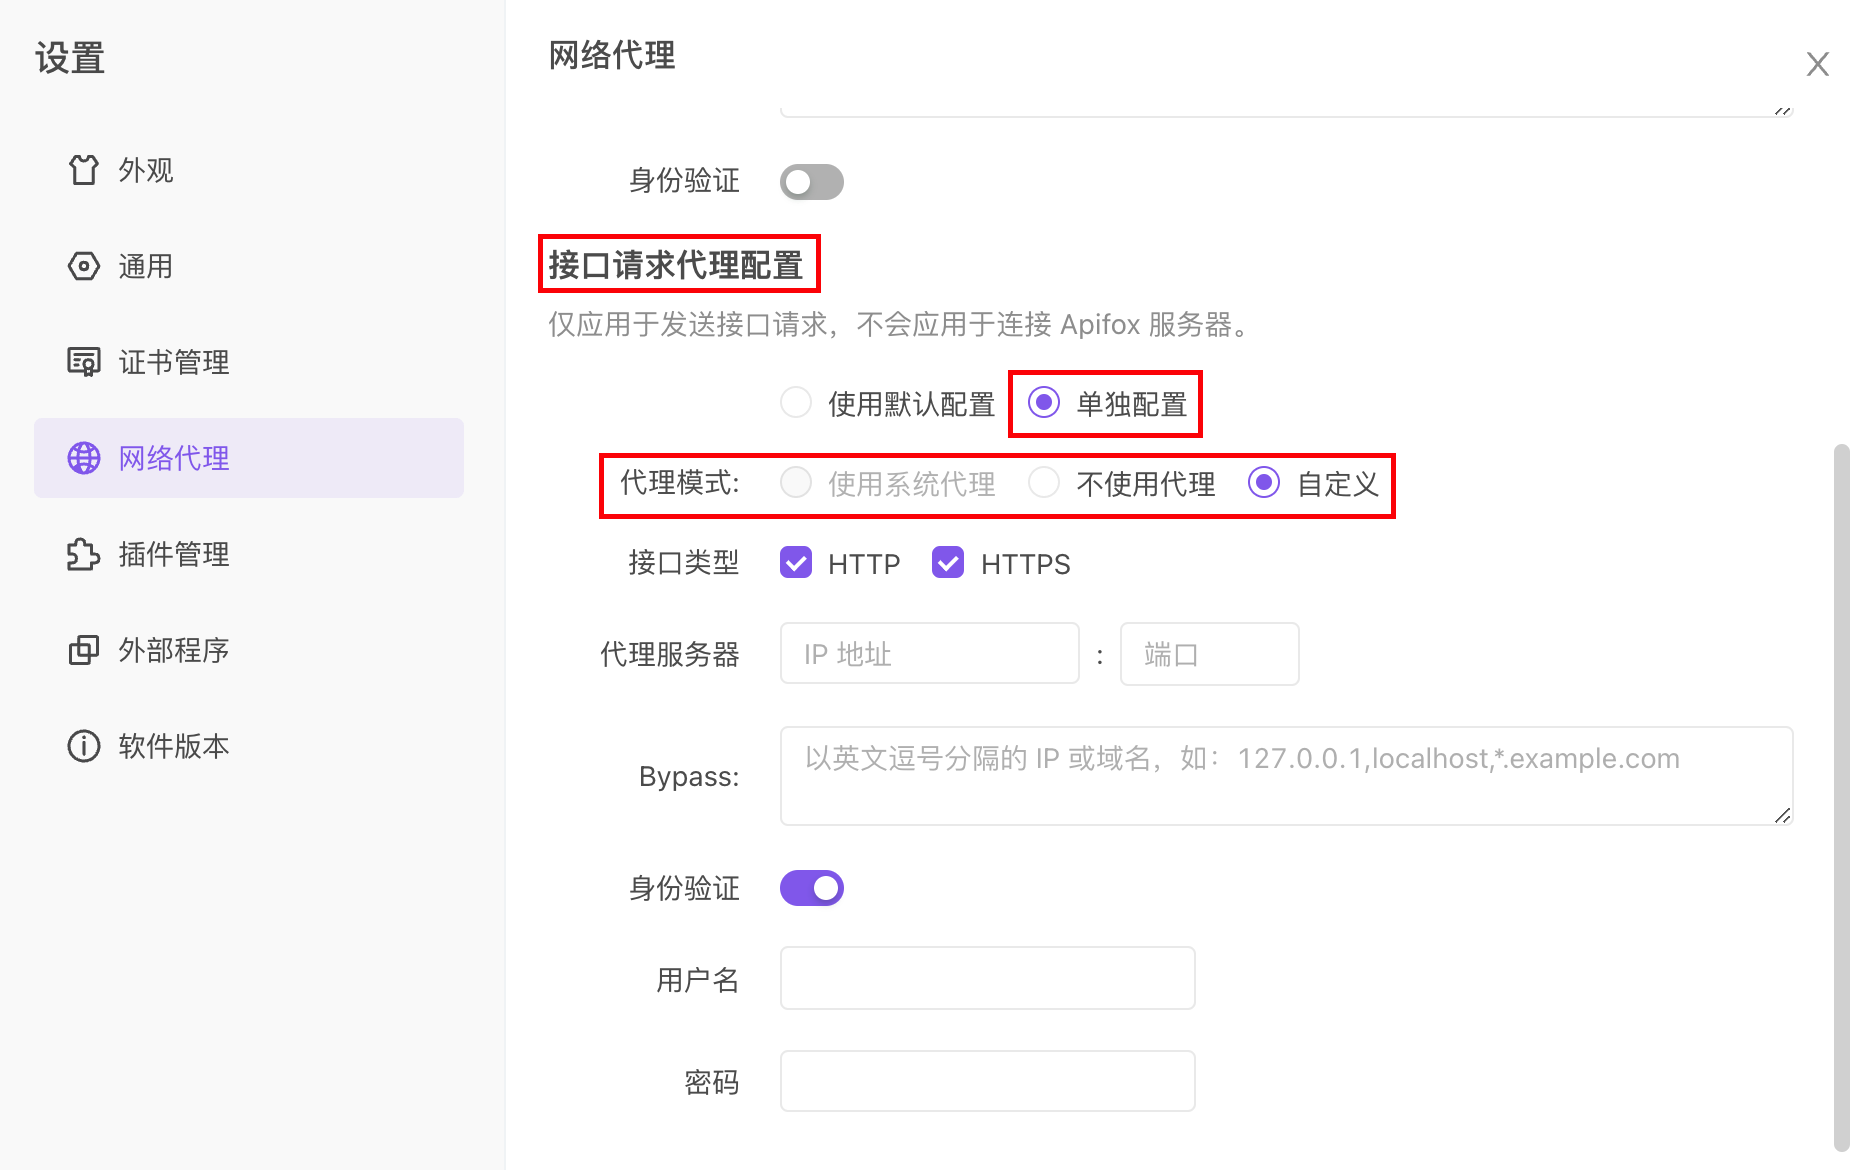 设置
外观
通用
证书管理
网络代理
插件管理
外部程序
软件版本
网络代理
身份验证
接口请求代理配置
仅应用于发送接口请求，不会应用于连接 Apifox 服务器。
使用默认配置 单独配置
代理模式: 使用系统代理 不使用代理 自定义
接口类型 HTTP HTTPS
代理服务器 IP 地址 : 端口
Bypass: 以英文逗号分隔的 IP 或域名，如：127.0.0.1,localhost,*.example.com
身份验证
用户名
密码